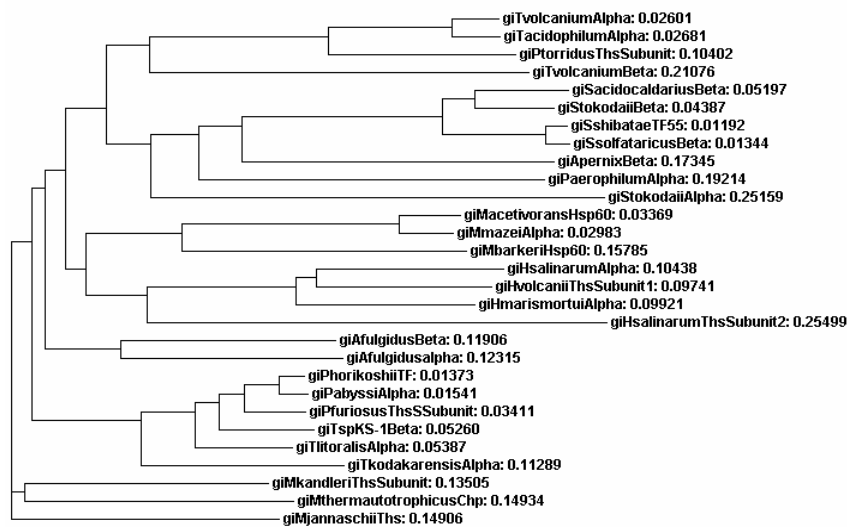 giTvolcaniumAlpha: 0.02601
giTacidophilumAlpha: 0.02681
giPtorridusThsSubunit: 0.10402
giTvolcaniumBeta: 0.21076
giSacidocaldariusBeta: 0.05197
giStokodaiiBeta: 0.04387
giSshibataeTF55: 0.01192
giSsolfataricusBeta: 0.01344
giApernixBeta: 0.17345
giPaerophilumAlpha: 0.19214
giStokodaiiAlpha: 0.25159
giMacetivoransHsp60: 0.03369
giMmazeiAlpha: 0.02983
giMbarkeriHsp60: 0.15785
giHsalinarumAlpha: 0.10438
giHvolcaniiThsSubunit1: 0.09741
giHmarismortuiAlpha: 0.09921
giHsalinarumThsSubunit2: 0.25499
giAfulgidusBeta: 0.11906
giAfulgidusalpha: 0.12315
giPhorikoshiiTF: 0.01373
giPabyssiAlpha: 0.01541
giPfuriosusThsSSubunit: 0.03411
giTspKS-1Beta: 0.05260
giTlitoralisAlpha: 0.05387
giTkodakarensisAlpha: 0.11289
giMkandleriThsSubunit: 0.13505
giMthermautotrophicusChp: 0.14934
giMjannaschiiThs: 0.14906